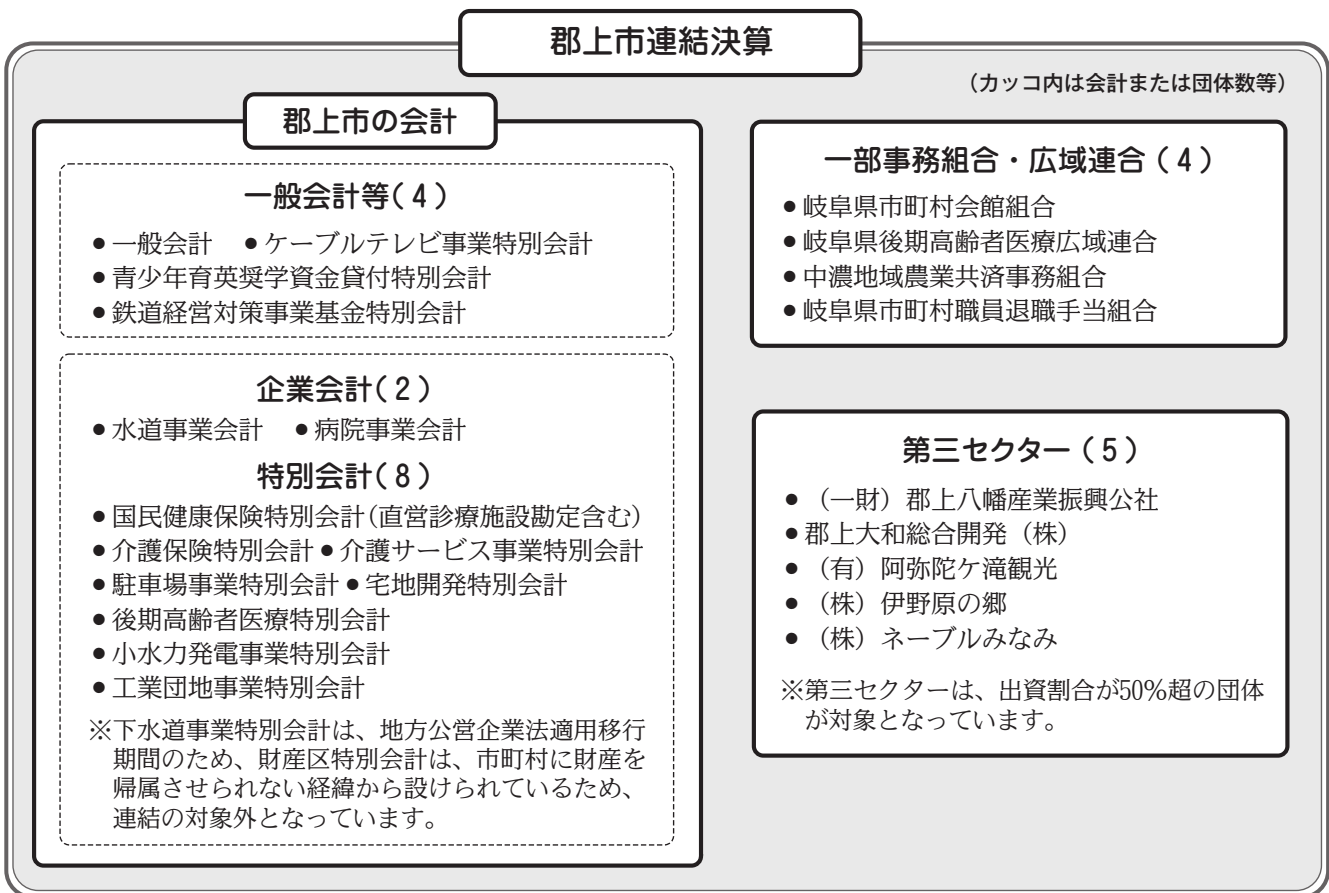 郡上市連結決算
（カッコ内は会計または団体数等）
郡上市の会計
一般会計等（4）
●一般会計　●ケーブルテレビ事業特別会計
●青少年育英奨学資金貸付特別会計
●鉄道経営対策事業基金特別会計
企業会計（2）
●水道事業会計　●病院事業会計
特別会計（8）
●国民健康保険特別会計（直営診療施設勘定含む）
●介護保険特別会計●介護サービス事業特別会計
●駐車場事業特別会計●宅地開発特別会計
●後期高齢者医療特別会計
●小水力発電事業特別会計
●工業団地事業特別会計
※下水道事業特別会計は、地方公営企業法適用移行
期間のため、財産区特別会計は、市町村に財産を
帰属させられない経緯から設けられているため、
連結の対象外となっています。
一部事務組合・広域連合（4）
●岐阜県市町村会館組合
●岐阜県後期高齢者医療広域連合
●中濃地域農業共済事務組合
●岐阜県市町村職員退職手当組合
第三セクター（5）
●（一財）郡上八幡産業振興公社
●郡上大和総合開発（株）
●（有）阿弥陀ケ滝観光
●（株）伊野原の郷
●（株）ネーブルみなみ
※第三セクターは、出資割合が50％超の団体
が対象となっています。